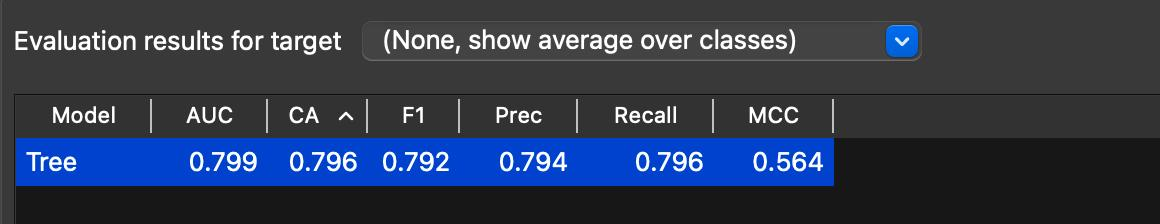 Evaluation results for target (None, show average over classes)
Model AUC CA F1 Prec Recall MCC
Tree 0.799 0.796 0.792 0.794 0.796 0.564